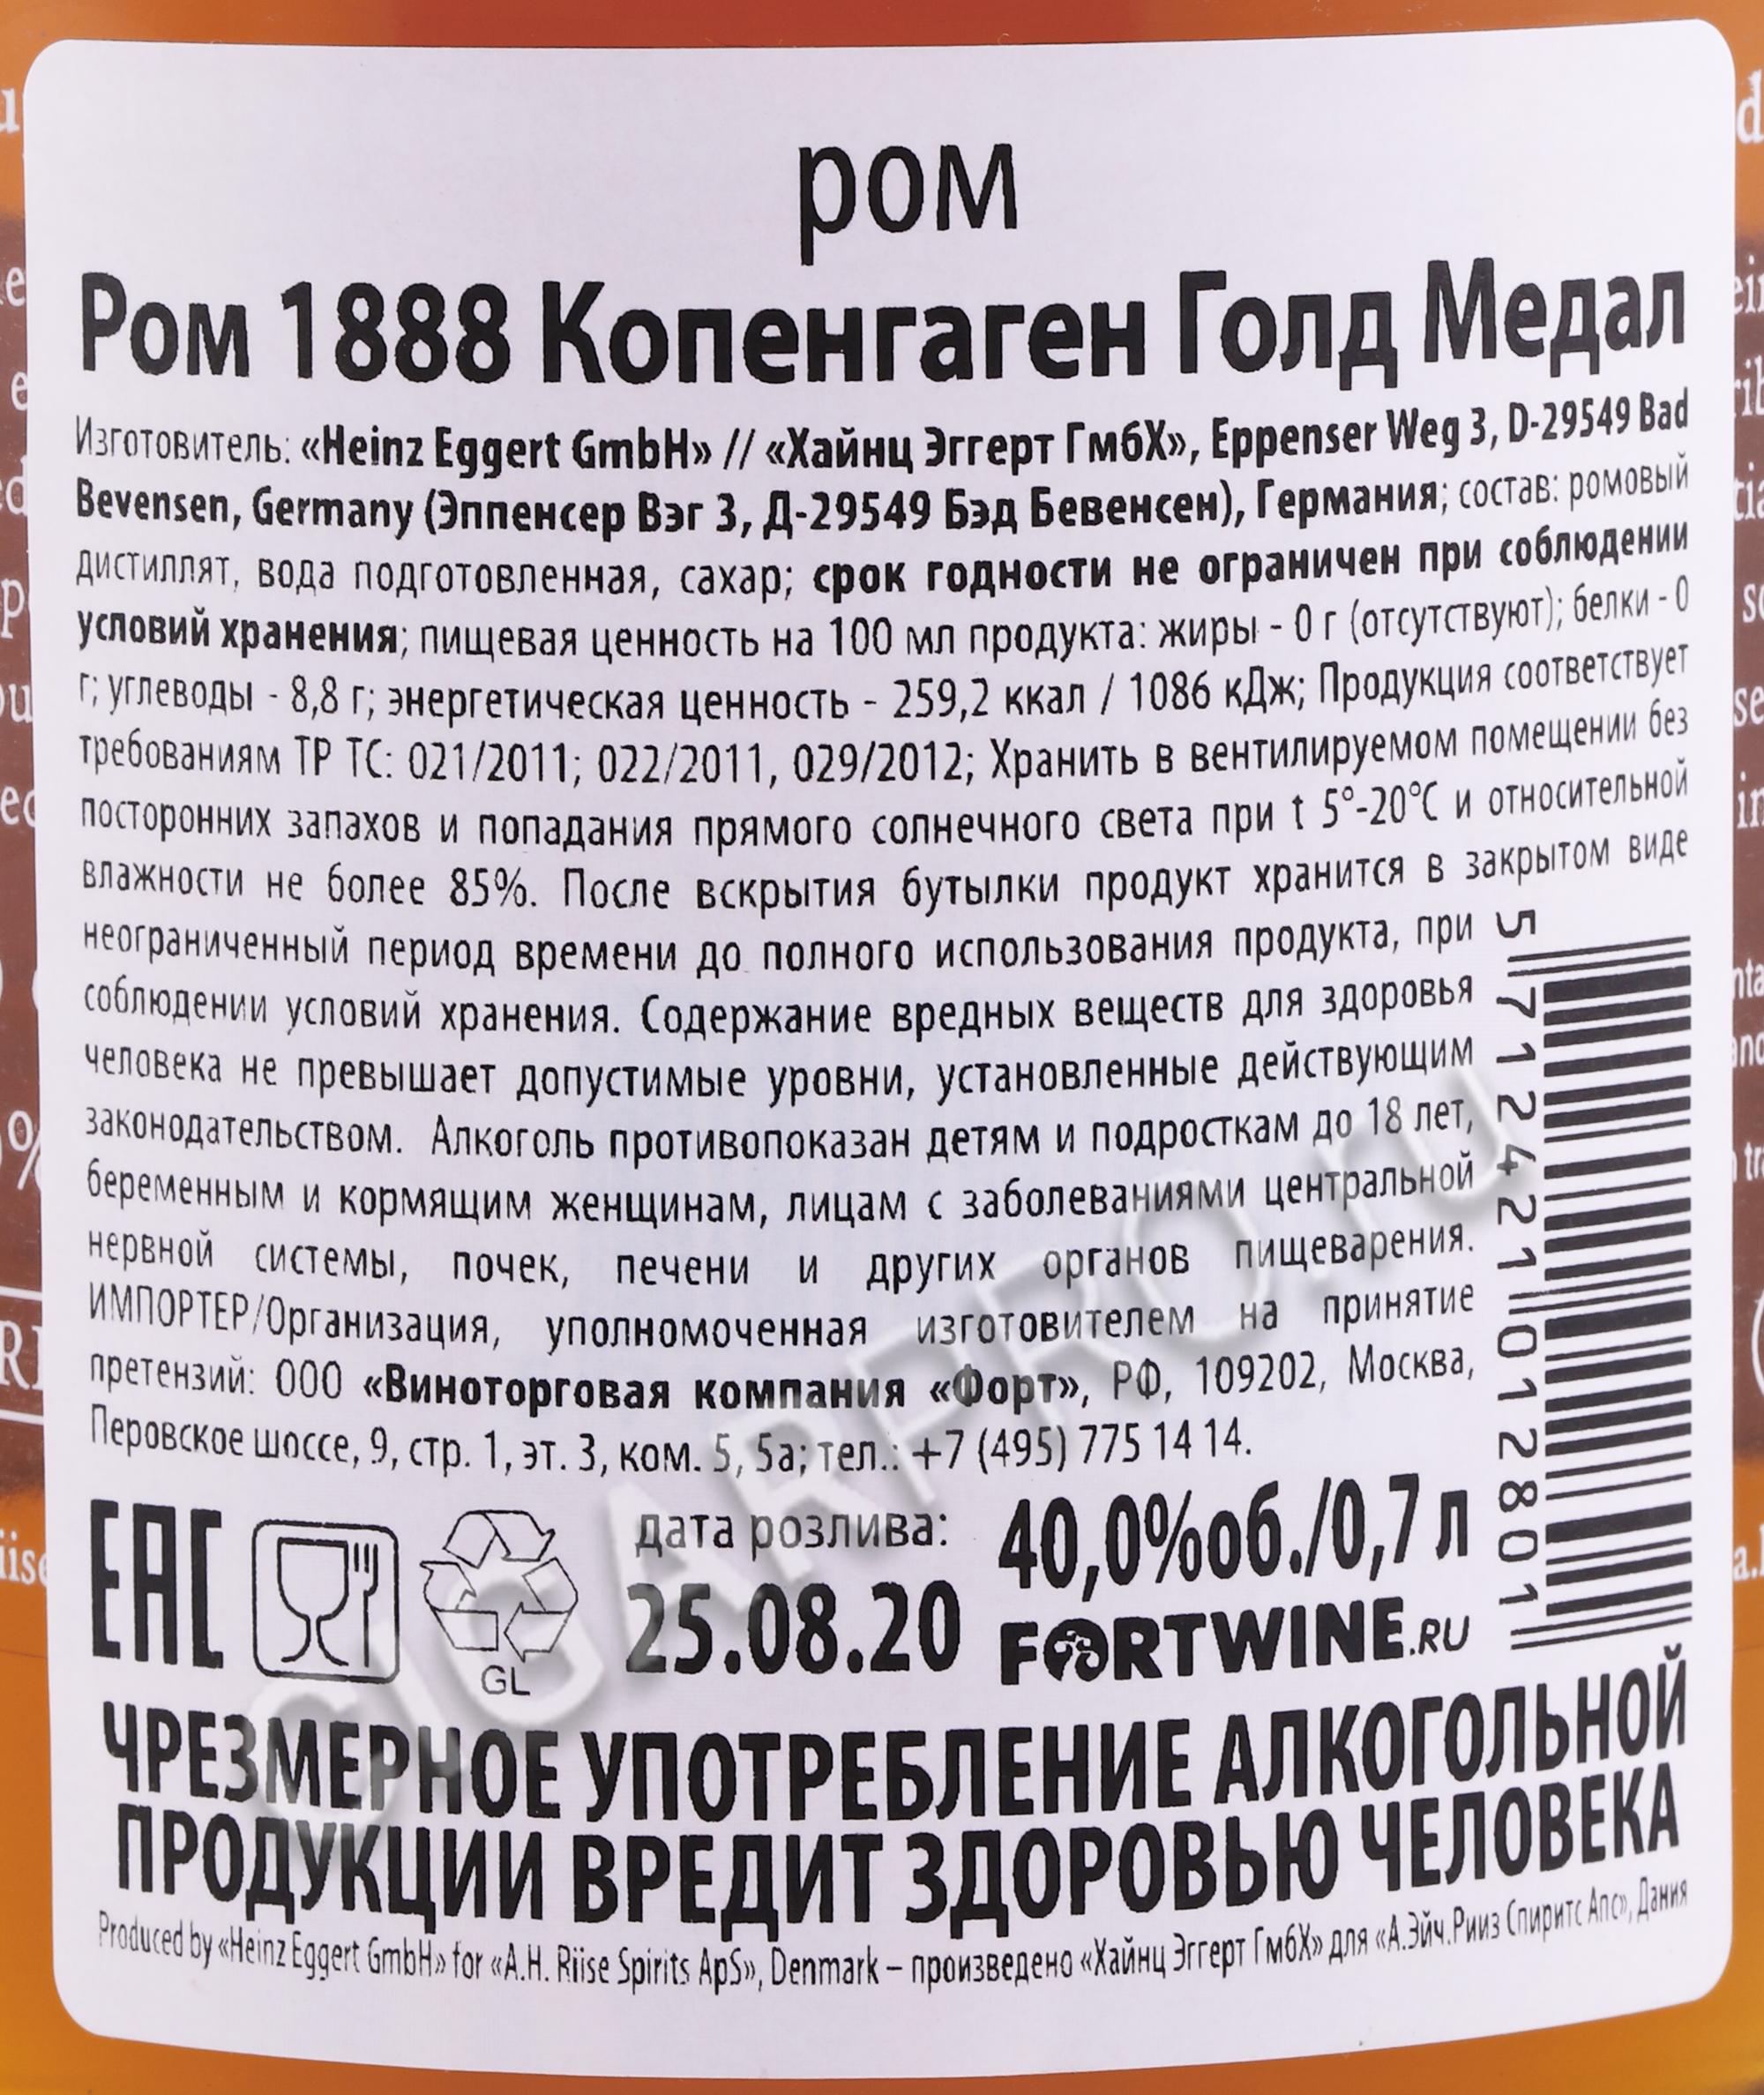 ром
Ром 1888 Копенгаген Голд Медал
Изготовитель: «Heinz Eggert GmbH» // «Хайнц Эггерт ГмбХ», Eppenser Weg 3, D-29549 Bad
Bevensen, Germany (Эппенсер Вэг 3, Д-29549 Бэд Бевенсен), Германия; состав: ромовый
дистиллят, вода подготовленная, сахар; срок годности не ограничен при соблюдении
условий хранения; пищевая ценность на 100 мл продукта: жиры - 0 г (отсутствуют); белки - 0
г; углеводы - 8,8 г; энергетическая ценность - 259,2 ккал / 1086 кДж; Продукция соответствует
требованиям ТР ТС: 021/2011; 022/2011, 029/2012; Хранить в вентилируемом помещении без
посторонних запахов и попадания прямого солнечного света при t 5°-20°С и относительной
влажности не более 85%. После вскрытия бутылки продукт хранится в закрытом виде
неограниченный период времени до полного использования продукта, при
соблюдении условий хранения. Содержание вредных веществ для здоровья
человека не превышает допустимые уровни, установленные действующим
законодательством. Алкоголь противопоказан детям и подросткам до 18 лет,
беременным и кормящим женщинам, лицам с заболеваниями центральной
нервной системы, почек, печени и других органов пищеварения.
ИМПОРТЕР/Организация, уполномоченная изготовителем на принятие
претензий: ООО «Виноторговая компания «Форт», РФ, 109202, Москва,
Перовское шоссе, 9, стр. 1, эт. 3, ком. 5, 5а; тел.: +7 (495) 775 14 14.
5712421012801
ЕАС
GL
дата розлива:
25.08.20
40,0%об./0,7 л
FORTWINE.RU
ЧРЕЗМЕРНОЕ УПОТРЕБЛЕНИЕ АЛКОГОЛЬНОЙ
ПРОДУКЦИИ ВРЕДИТ ЗДОРОВЬЮ ЧЕЛОВЕКА
Produced by «Heinz Eggert GmbH» for «A.H. Riise Spirits ApS», Denmark – произведено «Хайнц Эггерт ГмбХ» для «А.Эйч.Рииз Спиритс Апс», Дания
CIGARPRO.ru